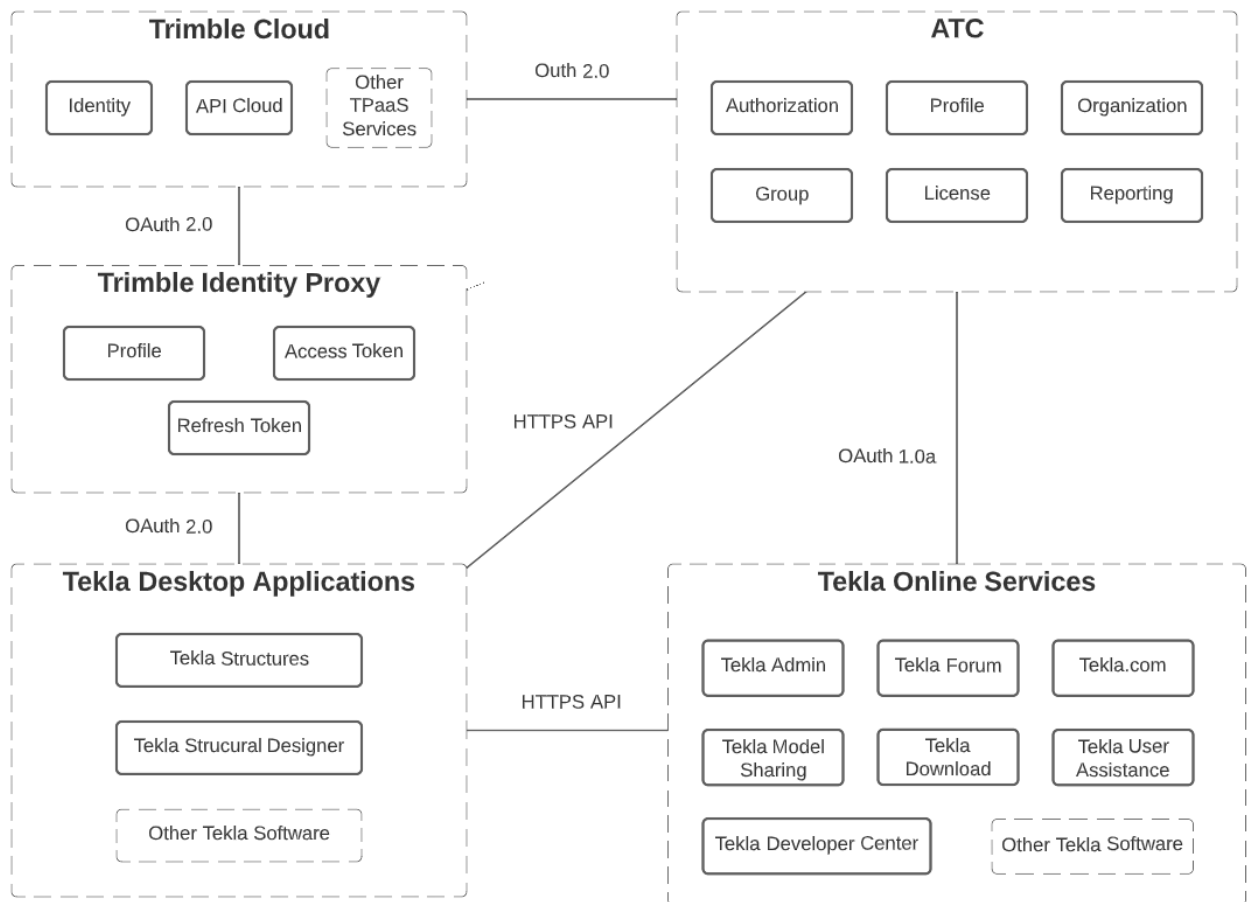 Trimble Cloud
Identity
API Cloud
Other
TPaaS
Services
Outh 2.0
ATC
Authorization
Profile
Organization
Group
License
Reporting
OAuth 2.0
Trimble Identity Proxy
Profile
Access Token
Refresh Token
HTTPS API
OAuth 1.0a
OAuth 2.0
Tekla Desktop Applications
Tekla Structures
Tekla Strucural Designer
Other Tekla Software
HTTPS API
Tekla Online Services
Tekla Admin
Tekla Forum
Tekla.com
Tekla Model
Sharing
Tekla
Download
Tekla User
Assistance
Tekla Developer Center
Other Tekla Software